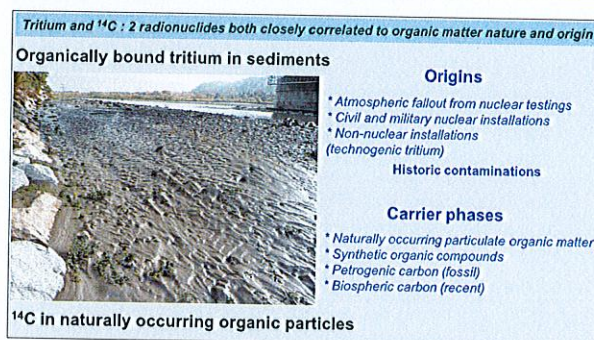 Tritium and ¹⁴C : 2 radionuclides both closely correlated to organic matter nature and origin
Organically bound tritium in sediments
Origins
* Atmospheric fallout from nuclear testings
* Civil and military nuclear installations
* Non-nuclear installations
(technogenic tritium)
Historic contaminations
Carrier phases
* Naturally occurring particulate organic matter
* Synthetic organic compounds
* Petrogenic carbon (fossil)
* Biospheric carbon (recent)
¹⁴C in naturally occurring organic particles